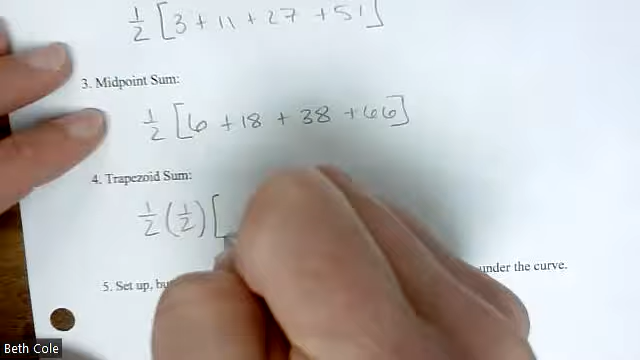 1/2 [3 + 11 + 27 + 51]
3. Midpoint Sum:
1/2 [6 + 18 + 38 + 66]
4. Trapezoid Sum:
1/2 (1/2) [
5. Set up, under the curve.
Beth Cole